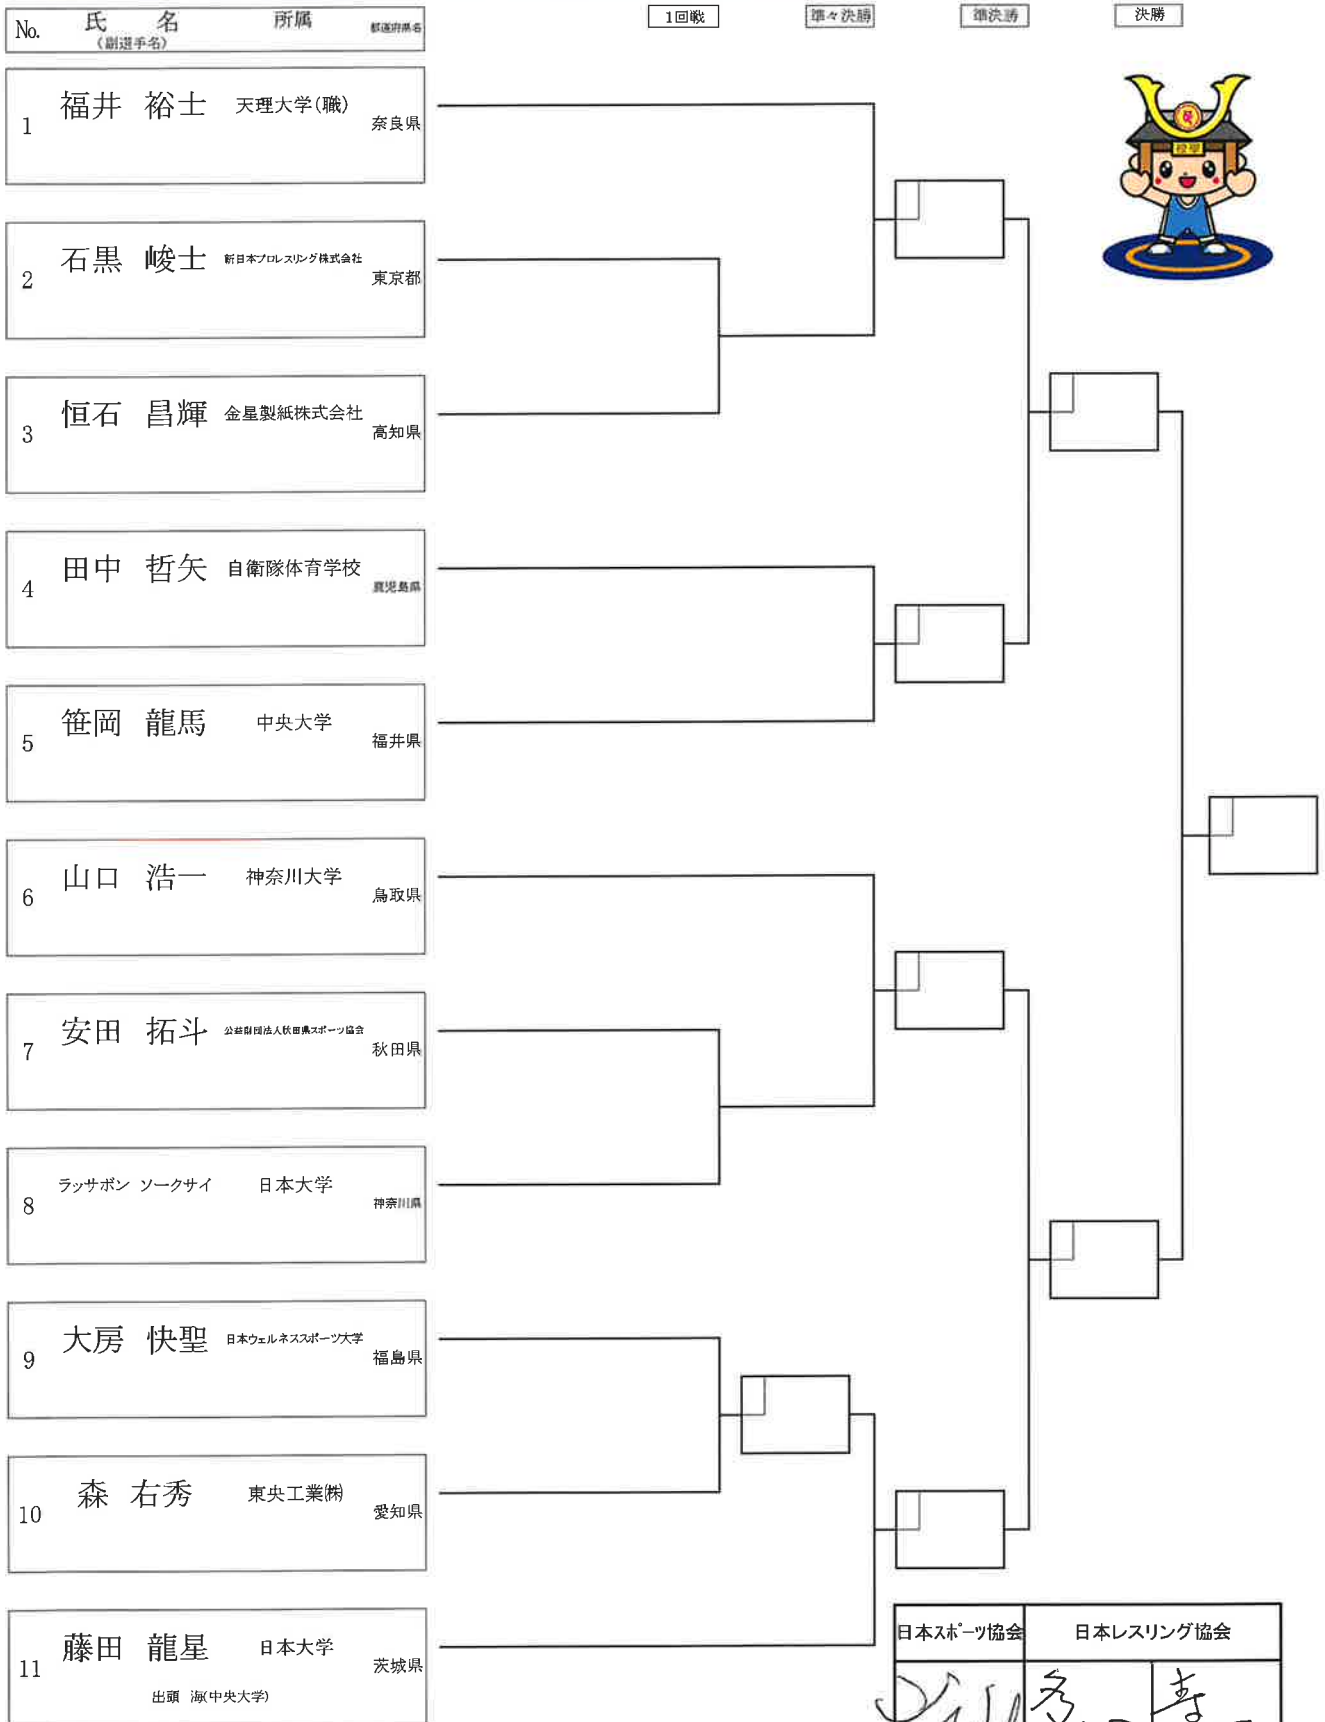 No. 氏 名 所属 都道府県名 1回戦 準々決勝 準決勝 決勝
(副選手名)
1 福井 裕士 天理大学(職) 奈良県
2 石黒 峻士 新日本プロレスリング株式会社 東京都
3 恒石 昌輝 金星製紙株式会社 高知県
4 田中 哲矢 自衛隊体育学校 鹿児島県
5 笹岡 龍馬 中央大学 福井県
6 山口 浩一 神奈川大学 鳥取県
7 安田 拓斗 公益財団法人秋田県スポーツ協会 秋田県
8 ラッサポン ソークサイ 日本大学 神奈川県
9 大房 快聖 日本ウェルネススポーツ大学 福島県
10 森 右秀 東央工業㈱ 愛知県
11 藤田 龍星 日本大学 茨城県
出頭 海(中央大学)
日本スポーツ協会 日本レスリング協会